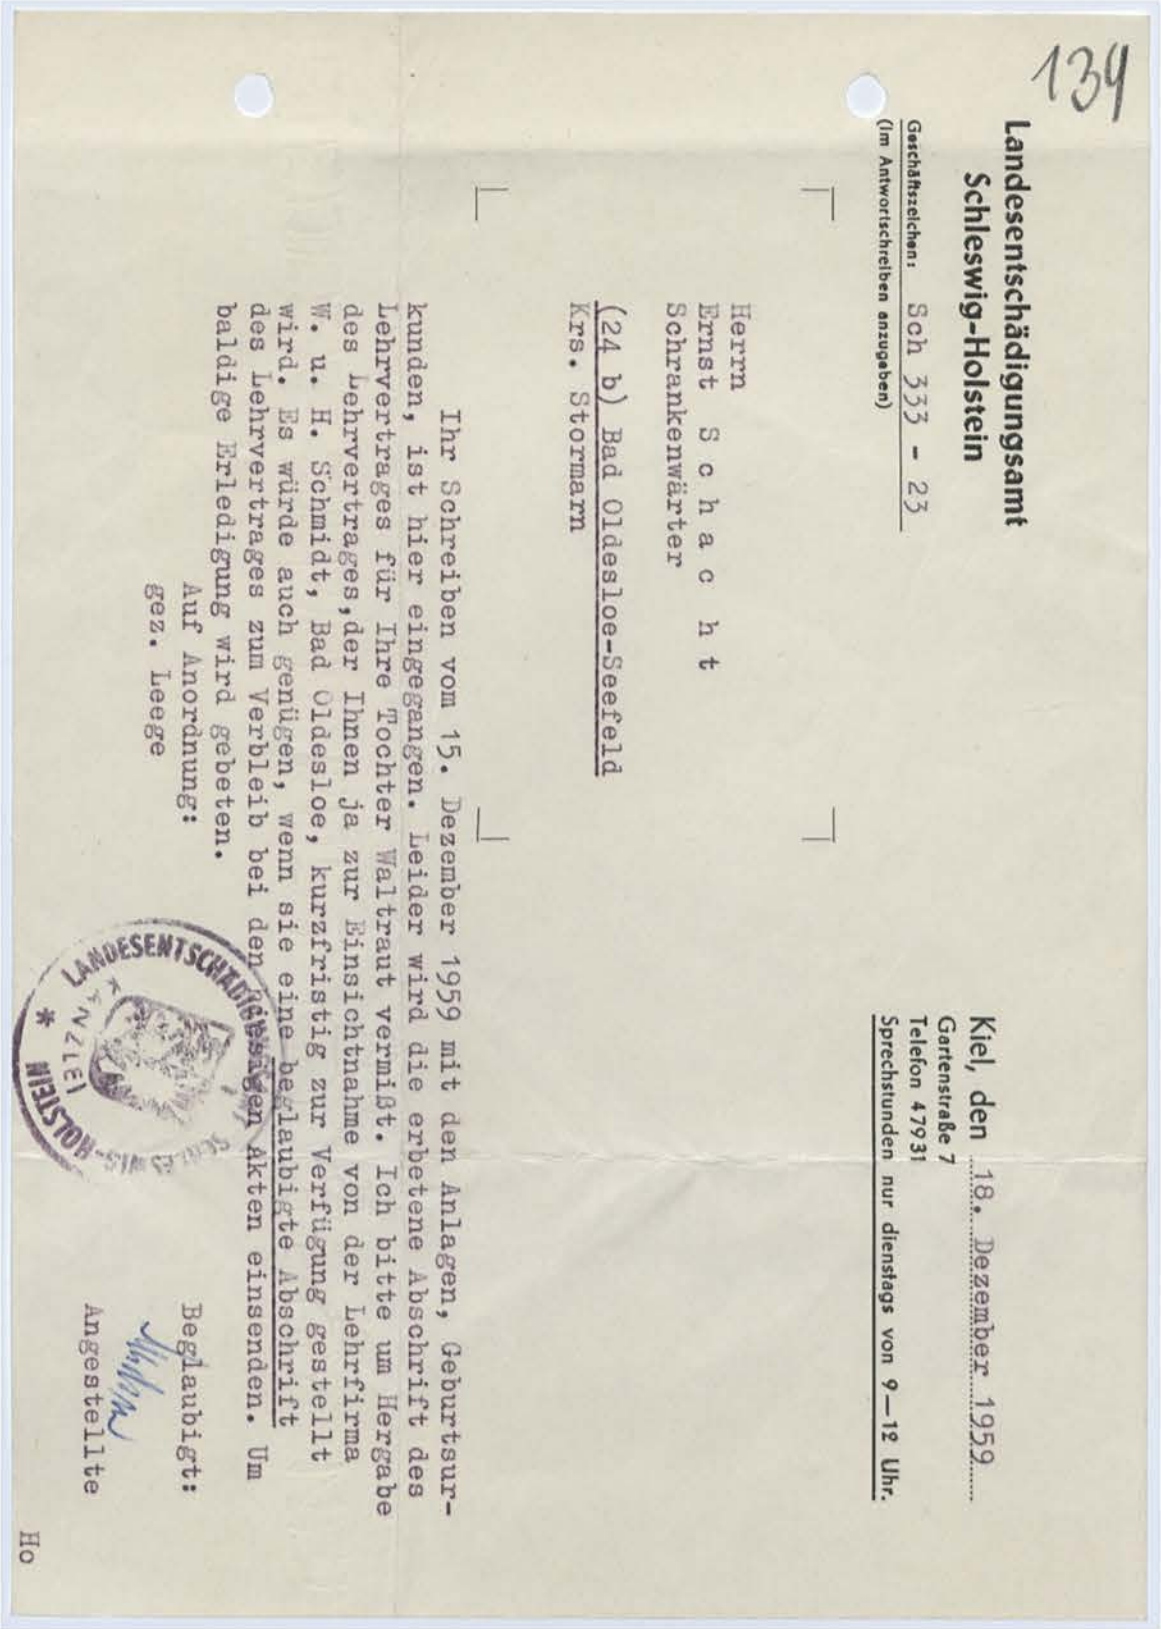 134
Landesentschädigungsamt
Schleswig-Holstein
Geschäftszeichen: Sch 333 - 23
(Im Antwortschreiben anzugeben)
Kiel, den 18. Dezember 1959
Gartenstraße 7
Telefon 47931
Sprechstunden nur dienstags von 9—12 Uhr.
Herrn
Ernst S c h a c h t
Schrankenwärter
(24 b) Bad Oldesloe-Seefeld
Krs. Stormarn
Ihr Schreiben vom 15. Dezember 1959 mit den Anlagen, Geburtsur-
kunden, ist hier eingegangen. Leider wird die erbetene Abschrift des
Lehrvertrages für Ihre Tochter Waltraut vermißt. Ich bitte um Hergabe
des Lehrvertrages,der Ihnen ja zur Einsichtnahme von der Lehrfirma
W. u. H. Schmidt, Bad Oldesloe, kurzfristig zur Verfügung gestellt
wird. Es würde auch genügen, wenn sie eine beglaubigte Abschrift
des Lehrvertrages zum Verbleib bei den hiesigen Akten einsenden. Um
baldige Erledigung wird gebeten.
Auf Anordnung:
gez. Leege
LANDESENTSCHÄDIGUNGSAMT SCHLESWIG-HOLSTEIN
KANZLEI
Beglaubigt:
Angestellte
Ho